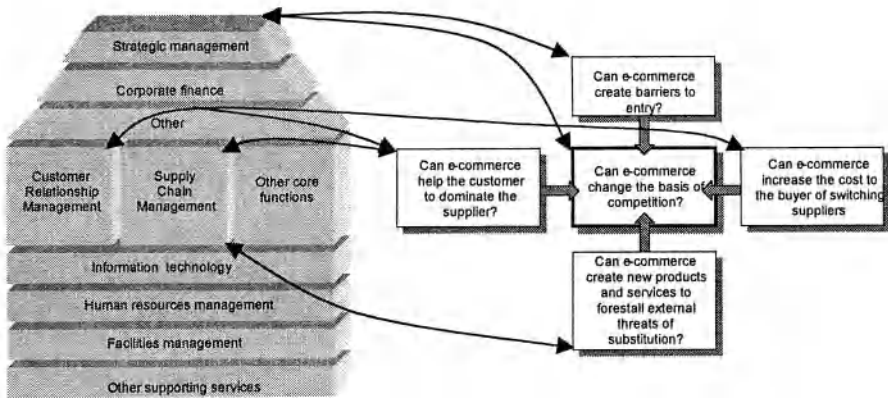 Strategic management
Corporate finance
Other
Customer
Relationship
Management
Supply
Chain
Management
Other core
functions
Information technology
Human resources management
Facilities management
Other supporting services
Can e-commerce
create barriers to
entry?
Can e-commerce
help the customer
to dominate the
supplier?
Can e-commerce
change the basis of
competition?
Can e-commerce
increase the cost to
the buyer of switching
suppliers
Can e-commerce
create new products
and services to
forestall external
threats of
substitution?